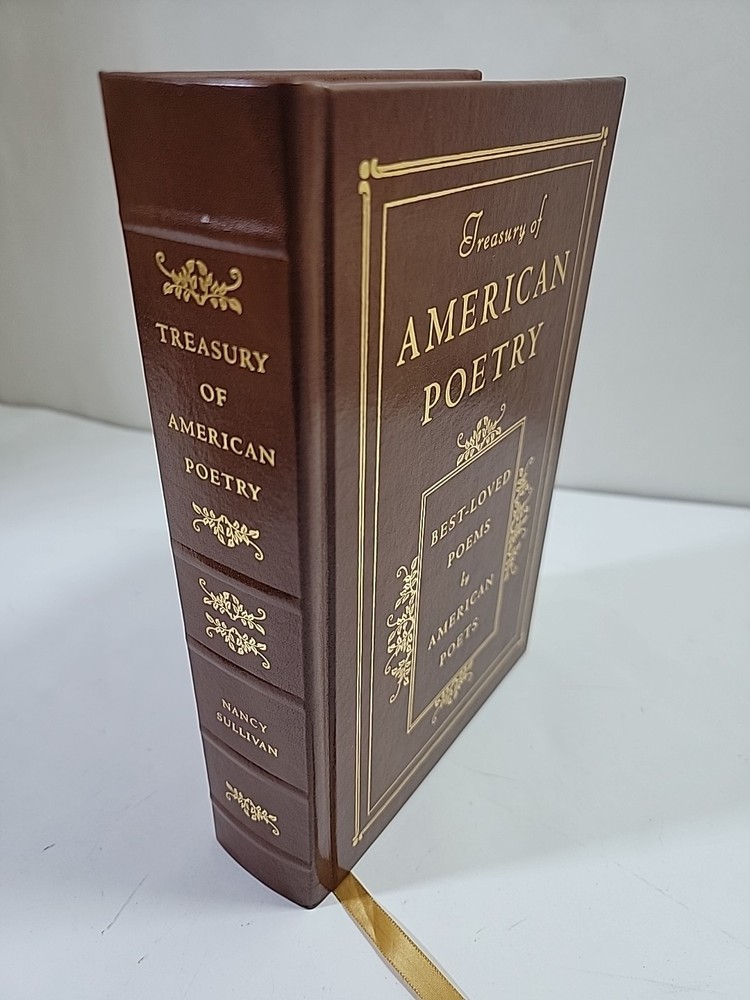 TREASURY
OF
AMERICAN
POETRY
NANCY
SULLIVAN
Treasury of
AMERICAN
POETRY
BEST-LOVED
POEMS
by
AMERICAN
POETS